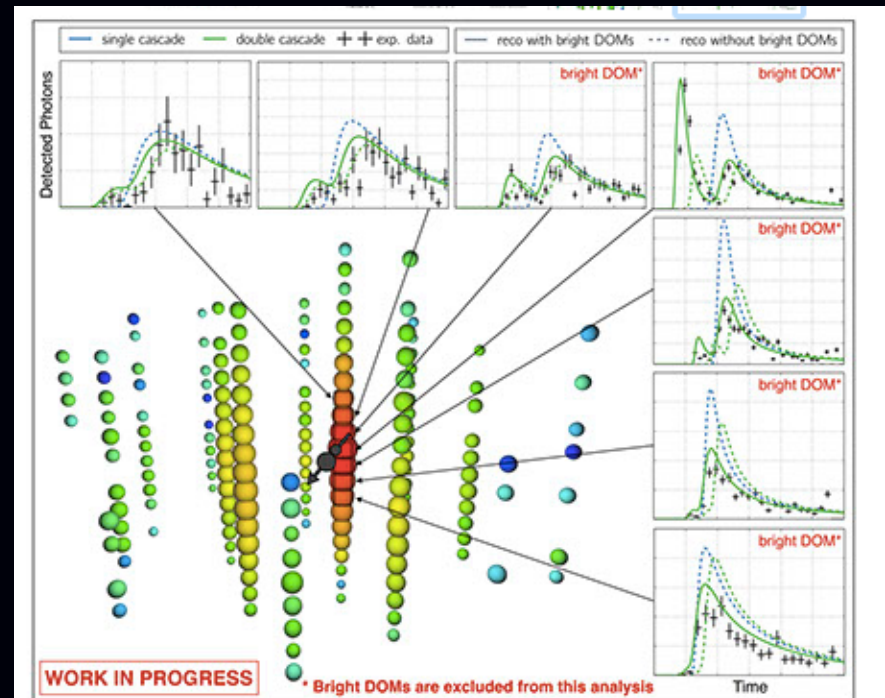 single cascade double cascade exp. data reco with bright DOMs reco without bright DOMs
Detected Photons
bright DOM*
bright DOM*
bright DOM*
bright DOM*
bright DOM*
WORK IN PROGRESS
* Bright DOMs are excluded from this analysis
Time